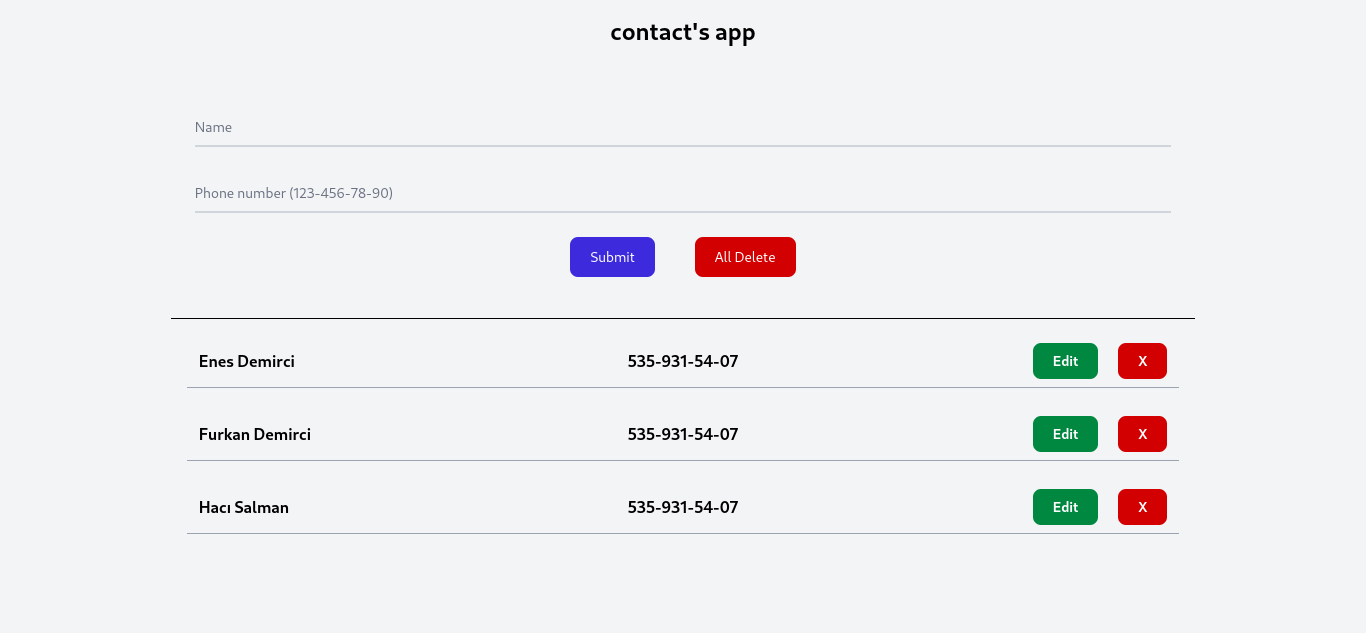 contact's app
Name
Phone number (123-456-78-90)
Submit All Delete
Enes Demirci 535-931-54-07 Edit X
Furkan Demirci 535-931-54-07 Edit X
Hacı Salman 535-931-54-07 Edit X